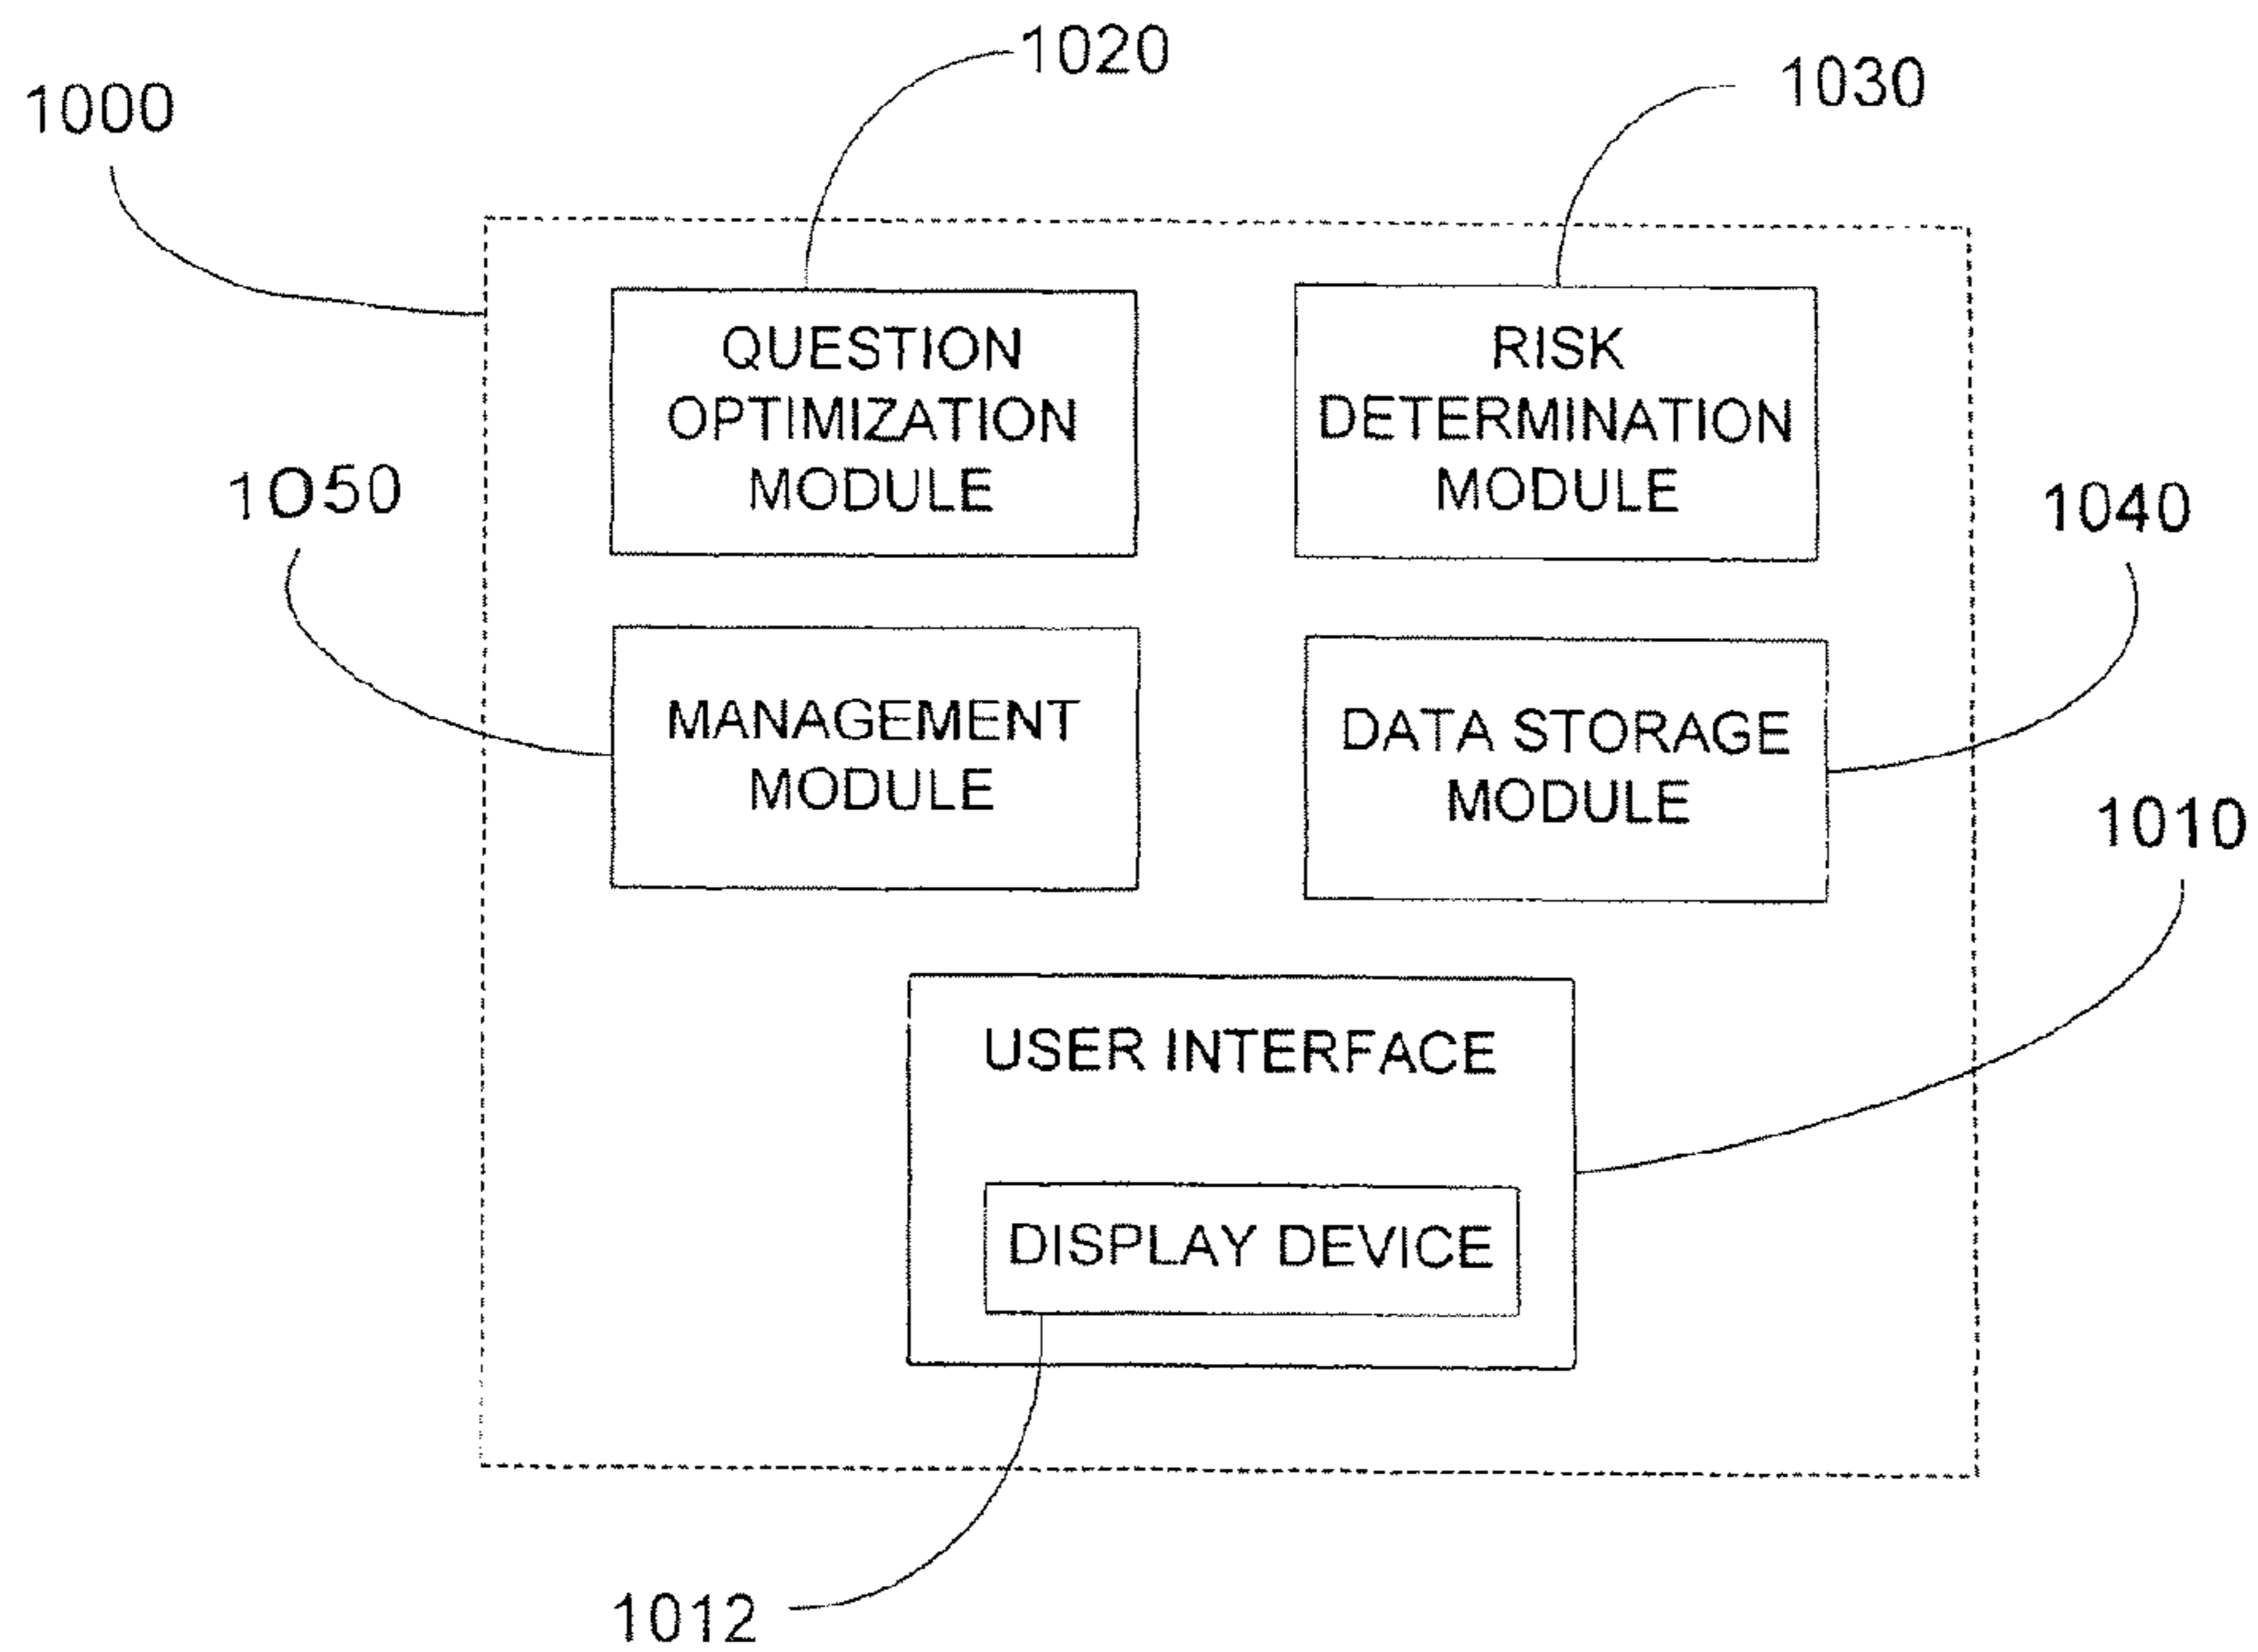 1020
1030
1000
QUESTION
OPTIMIZATION
MODULE
RISK
DETERMINATION
MODULE
1050
1040
MANAGEMENT
MODULE
DATA STORAGE
MODULE
1010
USER INTERFACE
DISPLAY DEVICE
1012